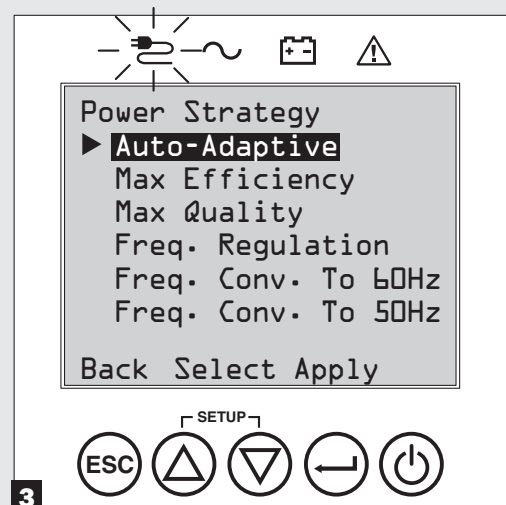 Power Strategy
▶ Auto-Adaptive
Max Efficiency
Max Quality
Freq. Regulation
Freq. Conv. To 60Hz
Freq. Conv. To 50Hz
Back Select Apply
SETUP
ESC
3